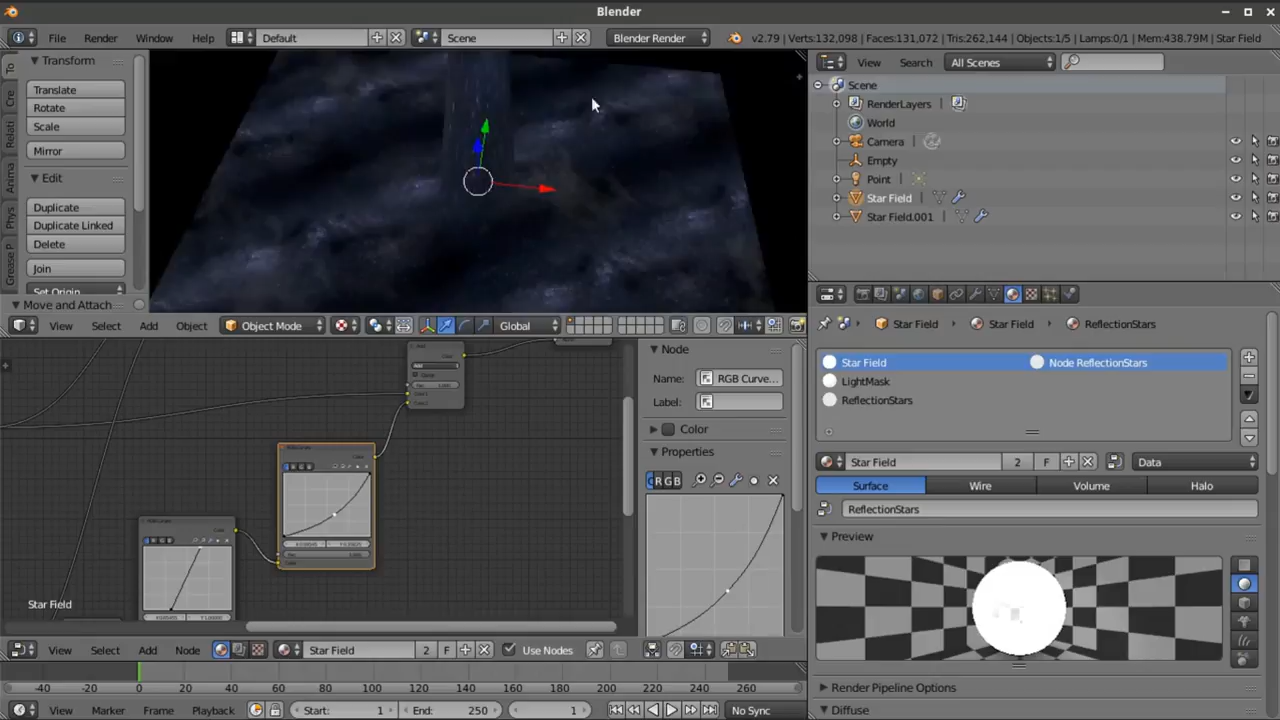 Blender
File Render Window Help Default Scene Blender Render v2.79 | Verts:132,098 | Faces:131,072 | Tris:262,144 | Objects:1/5 | Lamps:0/1 | Mem:438.79M | Star Field
Transform
Translate
Rotate
Scale
Mirror
Edit
Duplicate
Duplicate Linked
Delete
Join
Set Origin
Move and Attach
To
Cre
Relati
Anima
Phys
Grease P
View Select Add Object Object Mode Global
View Search All Scenes
Scene
RenderLayers
World
Camera
Empty
Point
Star Field
Star Field.001
Star Field Star Field ReflectionStars
Star Field Node ReflectionStars
LightMask
ReflectionStars
Star Field 2 F Data
Surface Wire Volume Halo
ReflectionStars
Preview
Render Pipeline Options
Diffuse
Node
Name: RGB Curve...
Label:
Color
Properties
C R G B
Star Field
View Select Add Node Star Field 2 F Use Nodes
-40 -20 0 20 40 60 80 100 120 140 160 180 200 220 240 260
View Marker Frame Playback Start: 1 End: 250 1 No Sync